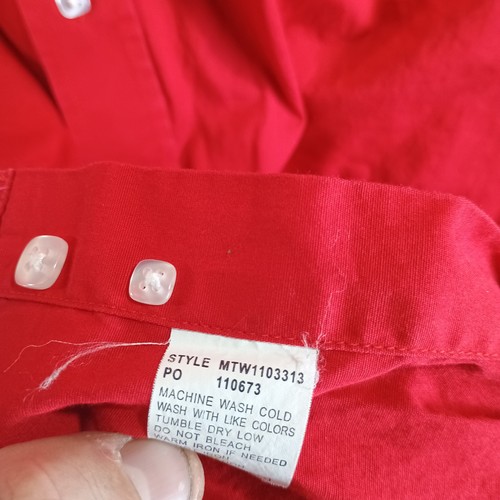 STYLE MTW1103313
PO 110673
MACHINE WASH COLD
WASH WITH LIKE COLORS
TUMBLE DRY LOW
DO NOT BLEACH
WARM IRON IF NEEDED